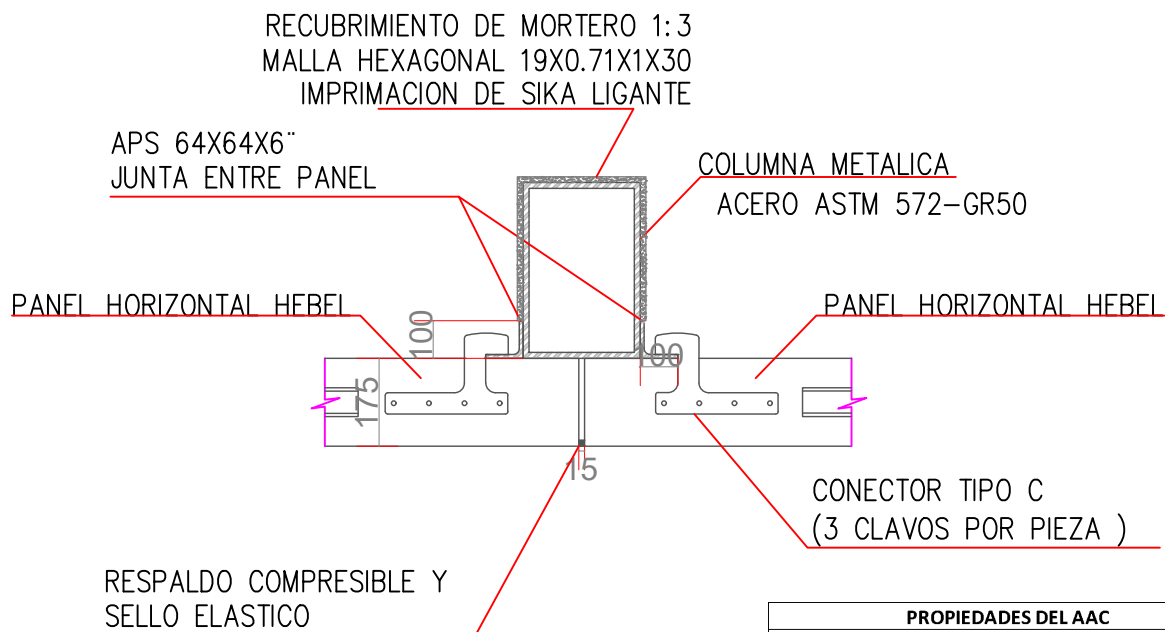 RECUBRIMIENTO DE MORTERO 1:3
MALLA HEXAGONAL 19X0.71X1X30
IMPRIMACION DE SIKA LIGANTE
APS 64X64X6¨
JUNTA ENTRE PANEL
COLUMNA METALICA
ACERO ASTM 572-GR50
PANEL HORIZONTAL HEBEL
PANEL HORIZONTAL HEBEL
100
100
175
15
CONECTOR TIPO C
(3 CLAVOS POR PIEZA )
RESPALDO COMPRESIBLE Y
SELLO ELASTICO
PROPIEDADES DEL AAC